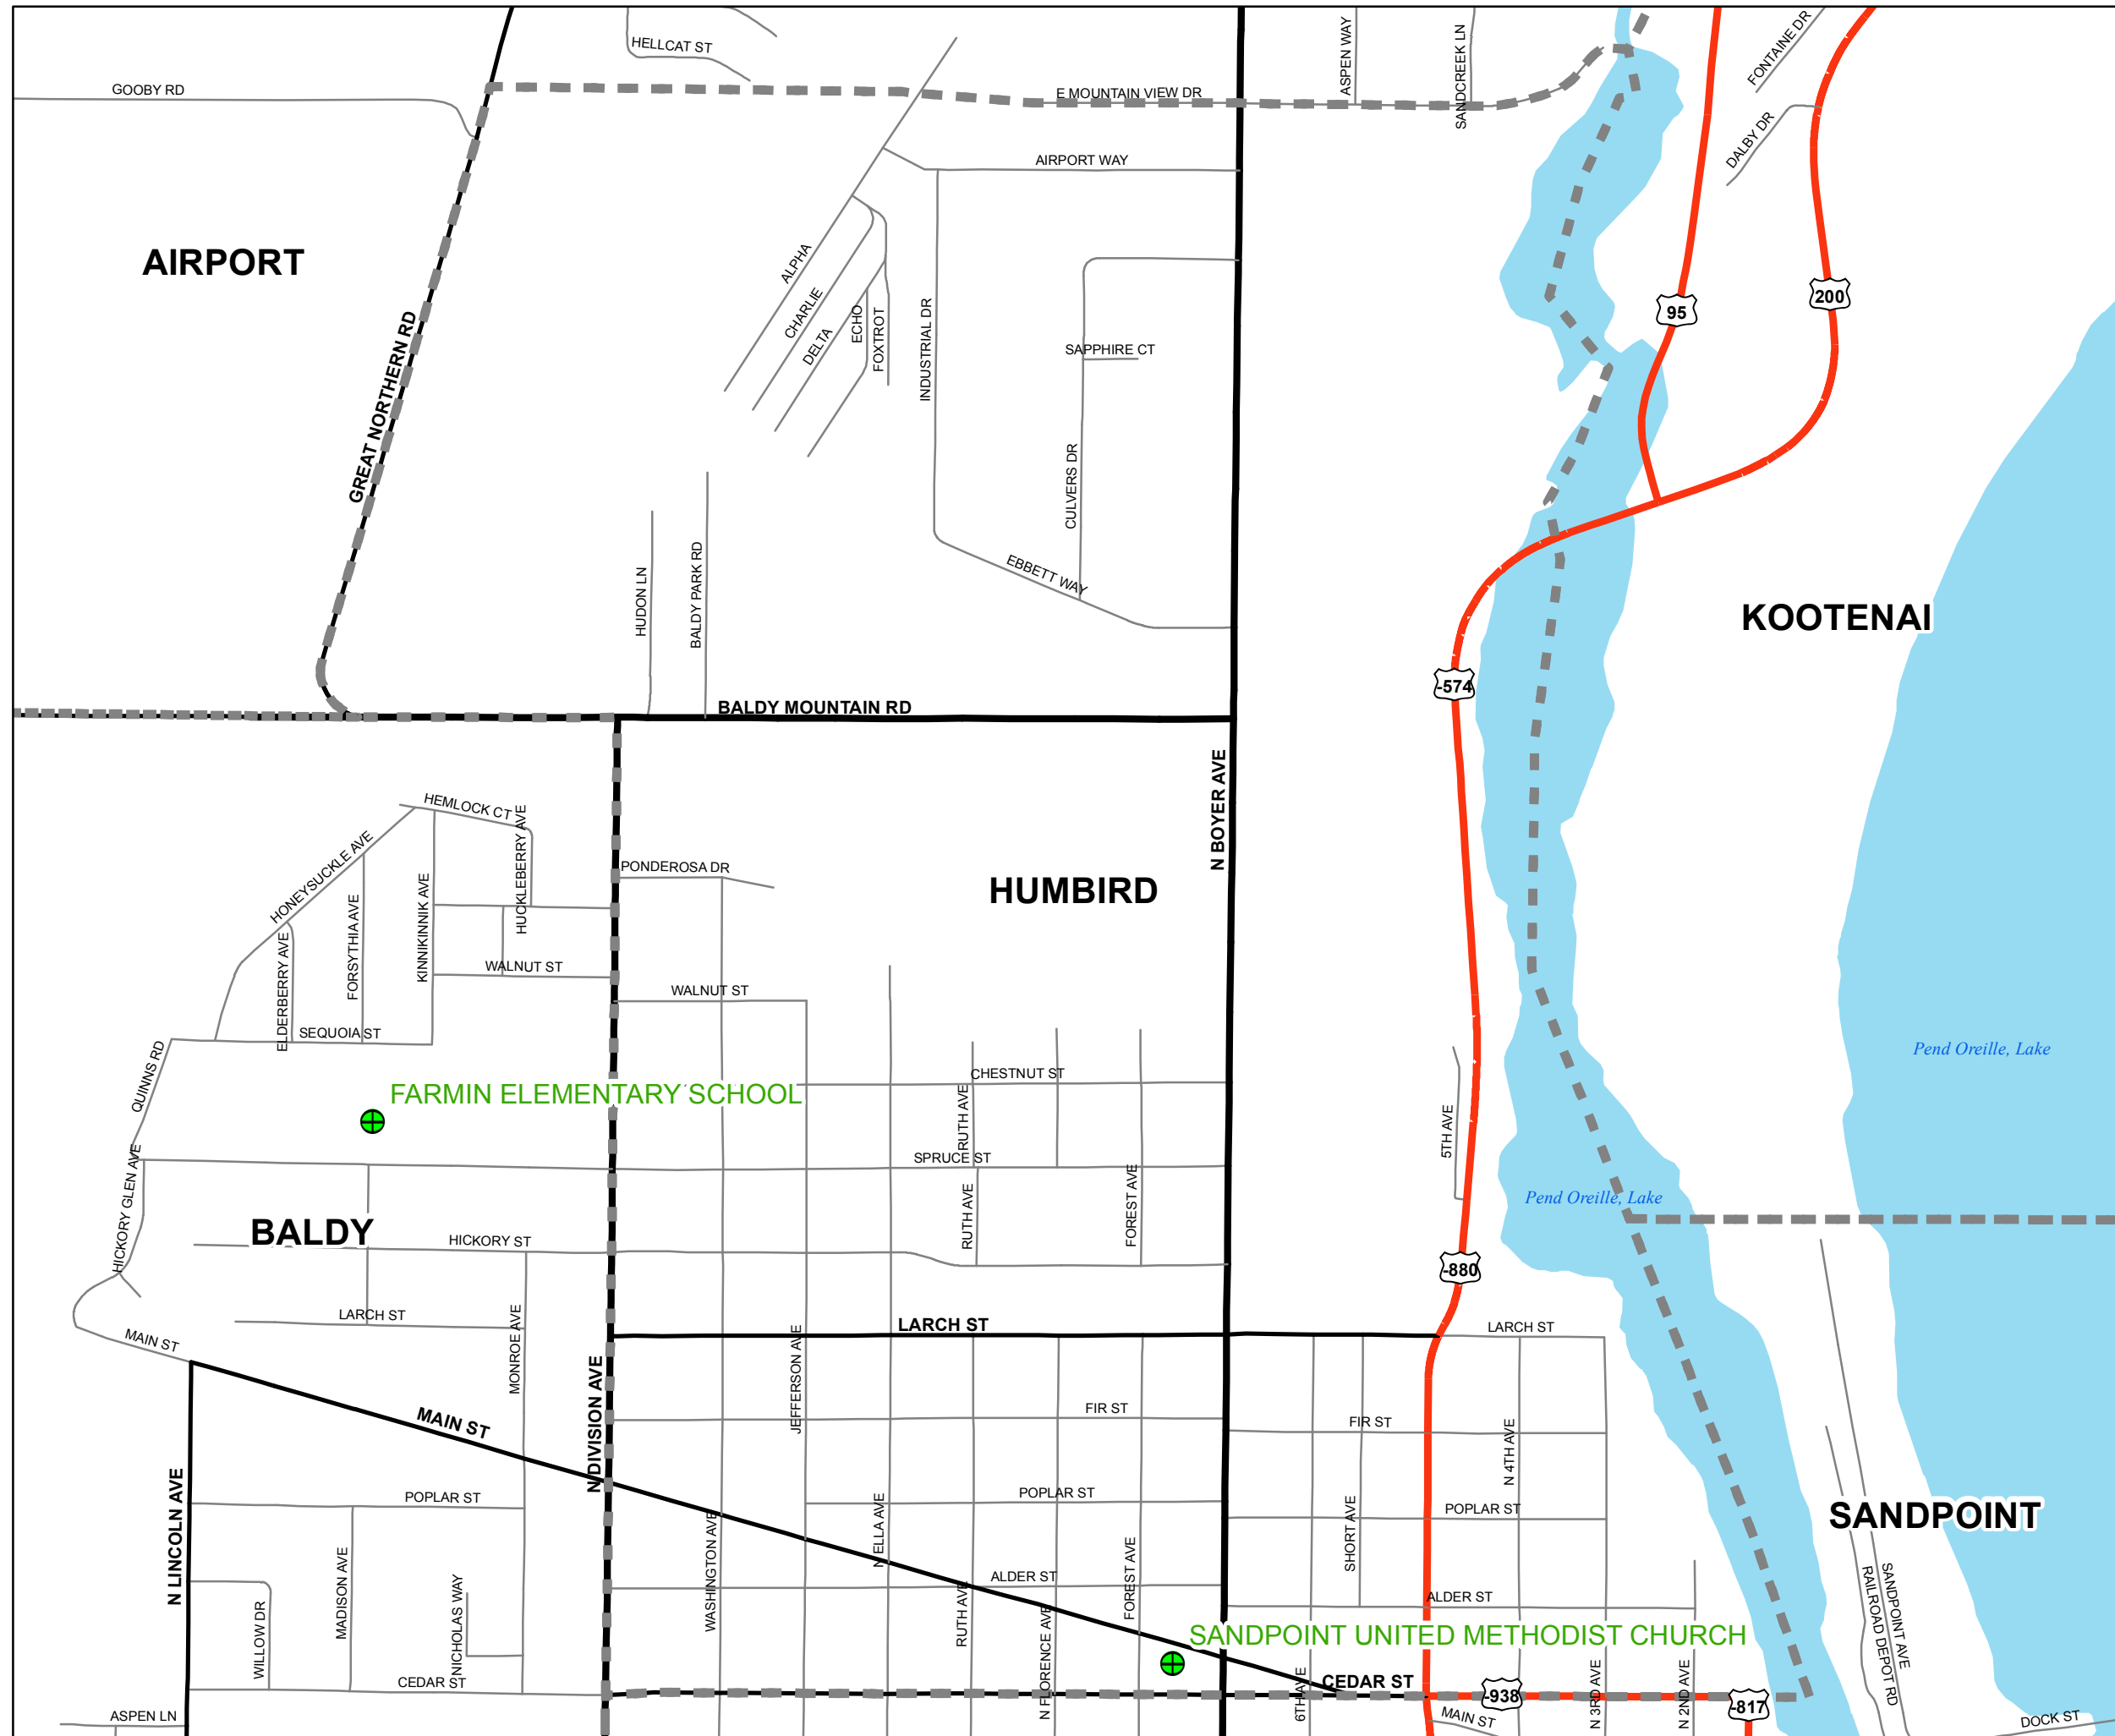 HELLCAT ST
ASPEN WAY
SANDCREEK LN
FONTAINE DR
GOOBY RD
E MOUNTAIN VIEW DR
DALBY DR
AIRPORT WAY
AIRPORT
ALPHA
CHARLIE
DELTA
ECHO
FOXTROT
INDUSTRIAL DR
95
200
GREAT NORTHERN RD
SAPPHIRE CT
CULVERS DR
HUDON LN
BALDY PARK RD
EBBETT WAY
KOOTENAI
-574
BALDY MOUNTAIN RD
N BOYER AVE
HEMLOCK CT
HUCKLEBERRY AVE
HONEYSUCKLE AVE
PONDEROSA DR
HUMBIRD
FORSYTHIA AVE
KINNIKINNIK AVE
ELDERBERRY AVE
WALNUT ST
WALNUT ST
SEQUOIA ST
QUINNS RD
Pend Oreille, Lake
CHESTNUT ST
FARMIN ELEMENTARY SCHOOL
RUTH AVE
5TH AVE
SPRUCE ST
HICKORY GLEN AVE
RUTH AVE
FOREST AVE
Pend Oreille, Lake
BALDY
HICKORY ST
-880
LARCH ST
MAIN ST
MONROE AVE
JEFFERSON AVE
LARCH ST
LARCH ST
N DIVISION AVE
MAIN ST
FIR ST
FIR ST
N 4TH AVE
N LINCOLN AVE
POPLAR ST
POPLAR ST
POPLAR ST
SANDPOINT
N ELLA AVE
SHORT AVE
WASHINGTON AVE
MADISON AVE
WILLOW DR
NICHOLAS WAY
ALDER ST
RUTH AVE
FOREST AVE
N FLORENCE AVE
ALDER ST
SANDPOINT AVE
RAILROAD DEPOT RD
SANDPOINT UNITED METHODIST CHURCH
CEDAR ST
CEDAR ST
6TH AVE
-938
N 3RD AVE
N 2ND AVE
-817
ASPEN LN
MAIN ST
DOCK ST